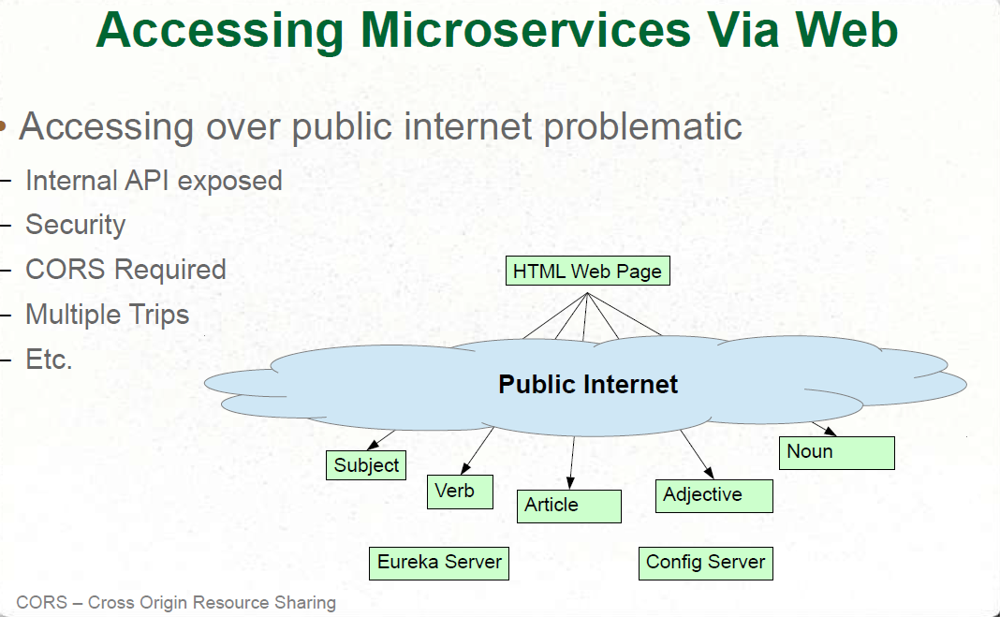 Accessing Microservices Via Web
• Accessing over public internet problematic
– Internal API exposed
– Security
– CORS Required
– Multiple Trips
– Etc.
HTML Web Page
Public Internet
Subject
Verb
Article
Adjective
Noun
Eureka Server
Config Server
CORS – Cross Origin Resource Sharing